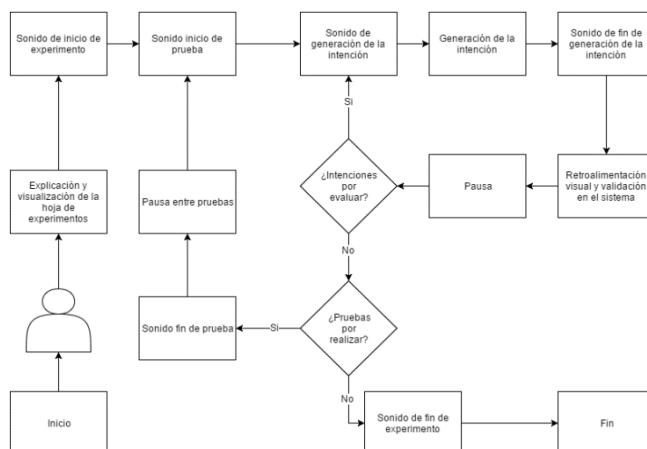 Sonido de inicio de
experimento
Sonido inicio de
prueba
Sonido de
generación de la
intención
Generación de la
intención
Sonido de fin de
generación de la
intención
Si
Explicación y
visualización de la
hoja de
experimentos
Pausa entre pruebas
¿Intenciones
por
evaluar?
Pausa
Retroalimentación
visual y validación
en el sistema
No
Sonido fin de prueba
Si
¿Pruebas
por
realizar?
No
Inicio
Sonido de fin de
experimento
Fin